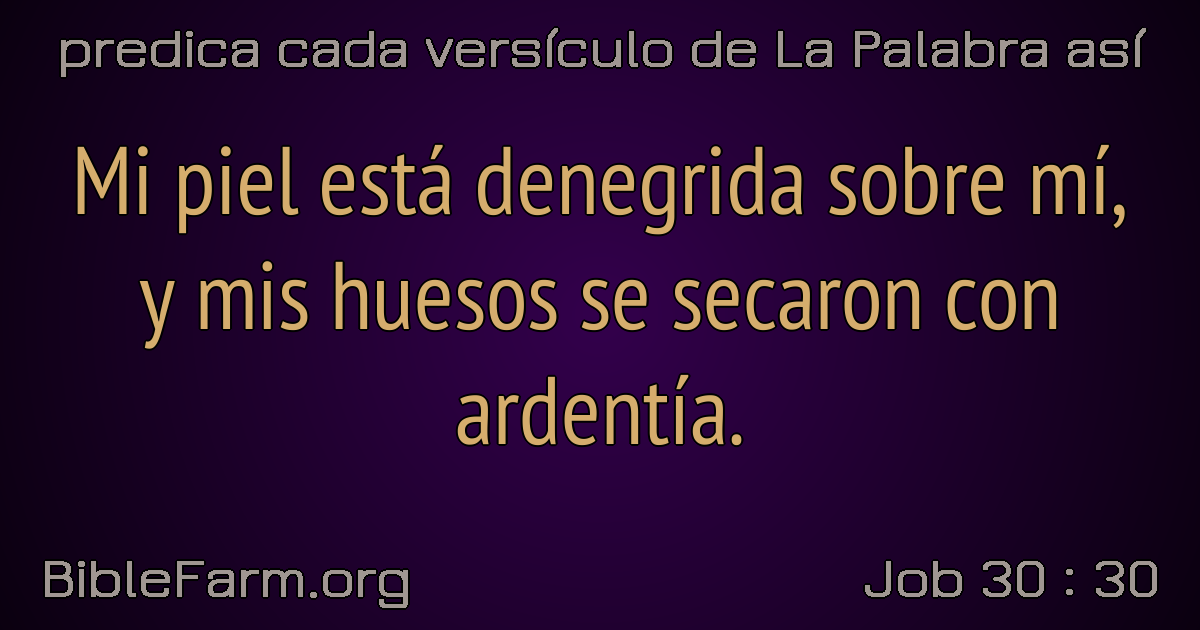 predica cada versículo de La Palabra así
Mi piel está denegrida sobre mí,
y mis huesos se secaron con
ardentía.
BibleFarm.org
Job 30 : 30